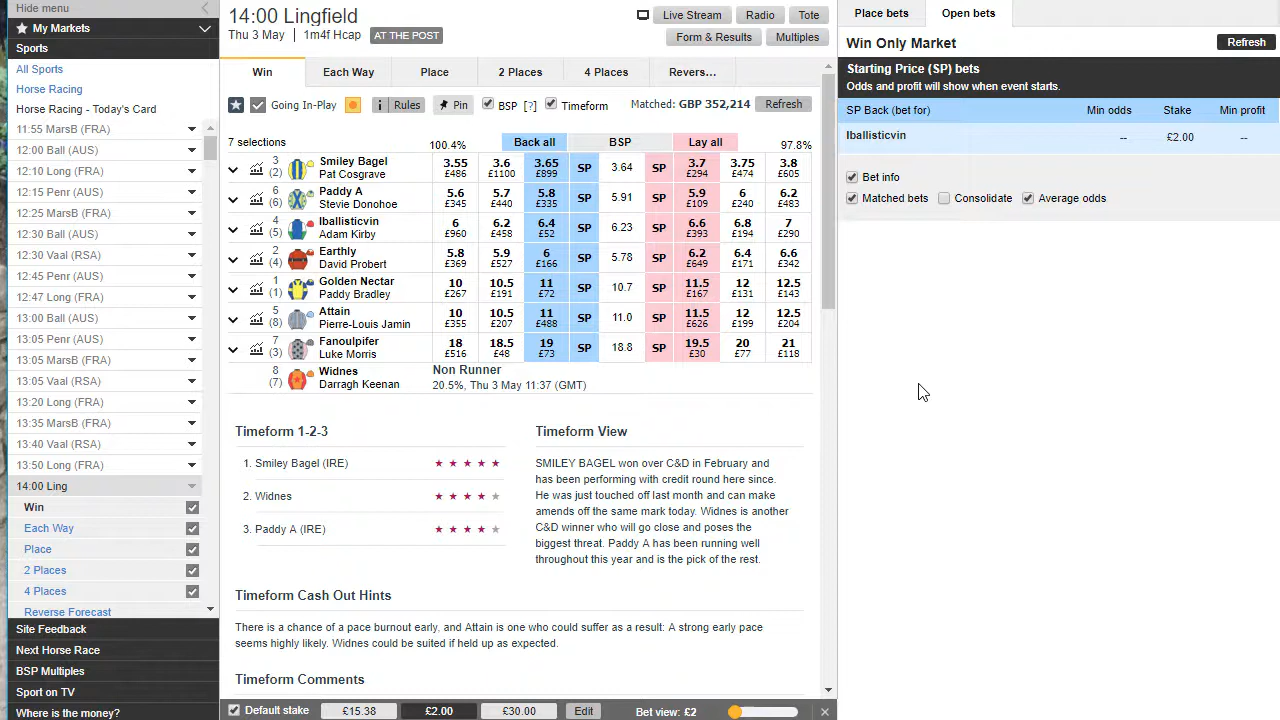 Hide menu
My Markets
Sports
All Sports
Horse Racing
Horse Racing - Today's Card
11:55 MarsB (FRA)
12:00 Ball (AUS)
12:10 Long (FRA)
12:15 Penr (AUS)
12:25 MarsB (FRA)
12:30 Ball (AUS)
12:30 Vaal (RSA)
12:45 Penr (AUS)
12:47 Long (FRA)
13:00 Ball (AUS)
13:05 Penr (AUS)
13:05 MarsB (FRA)
13:05 Vaal (RSA)
13:20 Long (FRA)
13:35 MarsB (FRA)
13:40 Vaal (RSA)
13:50 Long (FRA)
14:00 Ling
Win
Each Way
Place
2 Places
4 Places
Reverse Forecast
Site Feedback
Next Horse Race
BSP Multiples
Sport on TV
Where is the money?
14:00 Lingfield
Live Stream Radio Tote
Thu 3 May 1m4f Hcap AT THE POST
Form & Results Multiples
Win Each Way Place 2 Places 4 Places Revers...
Going In-Play i Rules Pin BSP [?] Timeform Matched: GBP 352,214 Refresh
7 selections 100.4% Back all BSP Lay all 97.8%
3 Smiley Bagel 3.55 3.6 3.65 SP 3.64 SP 3.7 3.75 3.8
(2) Pat Cosgrave £486 £1100 £899 £294 £474 £605
6 Paddy A 5.6 5.7 5.8 SP 5.91 SP 5.9 6 6.2
(6) Stevie Donohoe £345 £440 £335 £109 £240 £483
4 Iballisticvin 6 6.2 6.4 SP 6.23 SP 6.6 6.8 7
(5) Adam Kirby £960 £458 £52 £393 £194 £290
2 Earthly 5.8 5.9 6 SP 5.78 SP 6.2 6.4 6.6
(4) David Probert £369 £527 £166 £649 £171 £342
1 Golden Nectar 10 10.5 11 SP 10.7 SP 11.5 12 12.5
(1) Paddy Bradley £267 £191 £72 £167 £131 £143
5 Attain 10 10.5 11 SP 11.0 SP 11.5 12 12.5
(8) Pierre-Louis Jamin £355 £207 £488 £626 £199 £204
7 Fanoulpifer 18 18.5 19 SP 18.8 SP 19.5 20 21
(3) Luke Morris £516 £48 £73 £30 £77 £118
8 Widnes Non Runner
(7) Darragh Keenan 20.5%, Thu 3 May 11:37 (GMT)
Timeform 1-2-3
1. Smiley Bagel (IRE)
2. Widnes
3. Paddy A (IRE)
Timeform View
SMILEY BAGEL won over C&D in February and
has been performing with credit round here since.
He was just touched off last month and can make
amends off the same mark today. Widnes is another
C&D winner who will go close and poses the
biggest threat. Paddy A has been running well
throughout this year and is the pick of the rest.
Timeform Cash Out Hints
There is a chance of a pace burnout early, and Attain is one who could suffer as a result: A strong early pace
seems highly likely. Widnes could be suited if held up as expected.
Timeform Comments
Default stake £15.38 £2.00 £30.00 Edit Bet view: £2
Place bets Open bets
Win Only Market Refresh
Starting Price (SP) bets
Odds and profit will show when event starts.
SP Back (bet for) Min odds Stake Min profit
Iballisticvin -- £2.00 --
Bet info
Matched bets Consolidate Average odds